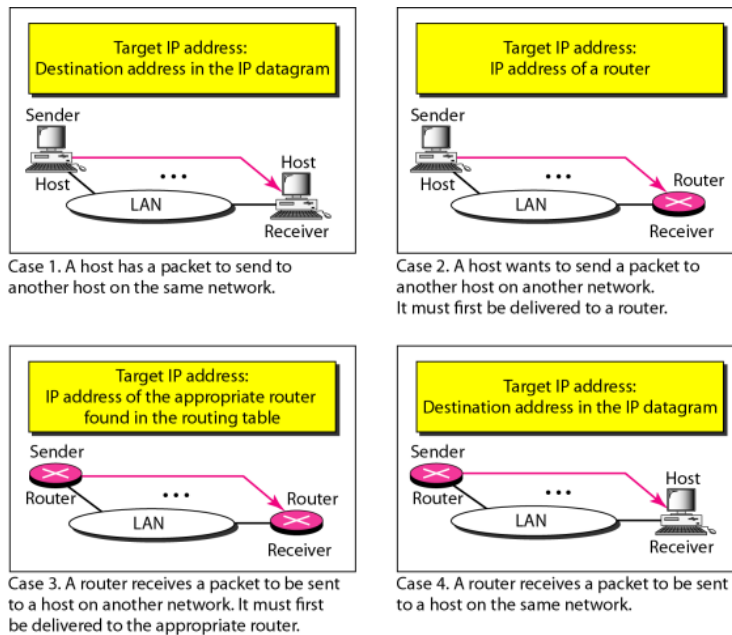 Target IP address:
Destination address in the IP datagram
Sender
Host
Host
LAN
Receiver
Case 1. A host has a packet to send to
another host on the same network.
Target IP address:
IP address of a router
Sender
Router
Host
LAN
Receiver
Case 2. A host wants to send a packet to
another host on another network.
It must first be delivered to a router.
Target IP address:
IP address of the appropriate router
found in the routing table
Sender
Router
Router
LAN
Receiver
Case 3. A router receives a packet to be sent
to a host on another network. It must first
be delivered to the appropriate router.
Target IP address:
Destination address in the IP datagram
Sender
Host
Router
LAN
Receiver
Case 4. A router receives a packet to be sent
to a host on the same network.